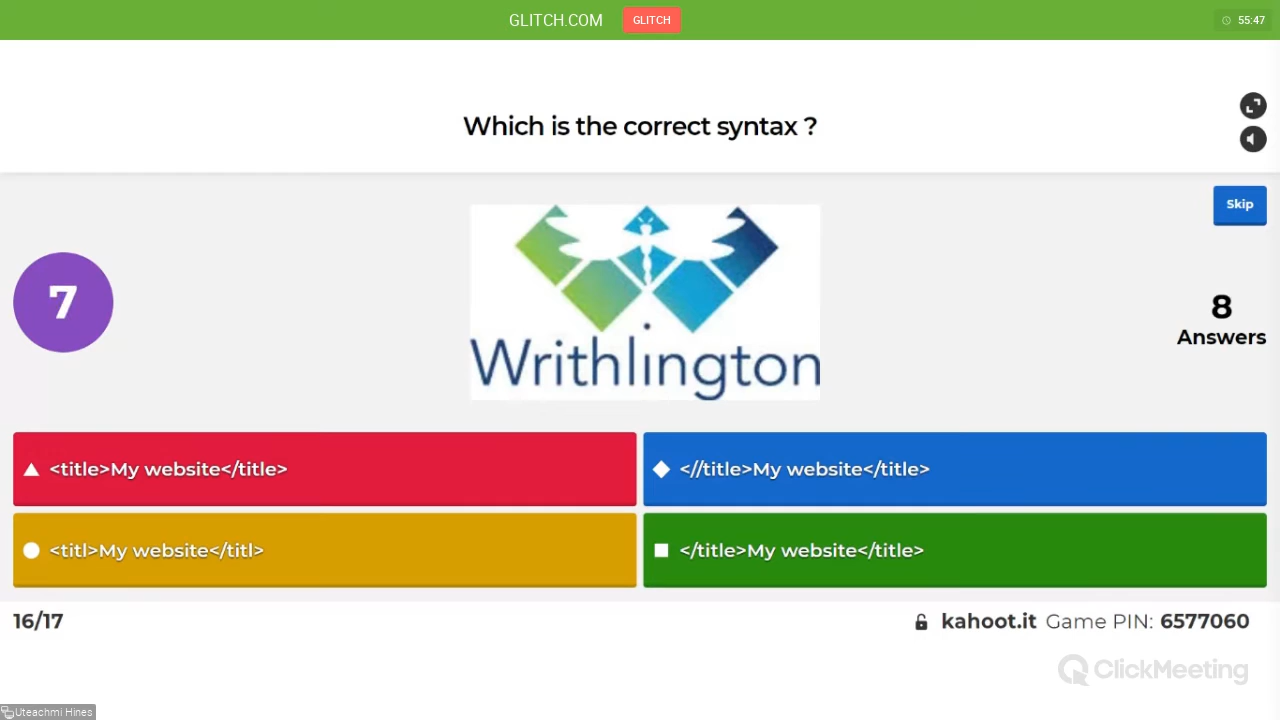 GLITCH.COM GLITCH 55:47
Which is the correct syntax ?
Skip
7
8
Answers
Writhlington
<title>My website</title>
<//title>My website</title>
<titl>My website</titl>
</title>My website</title>
16/17
kahoot.it Game PIN: 6577060
ClickMeeting
Uteachmi Hines